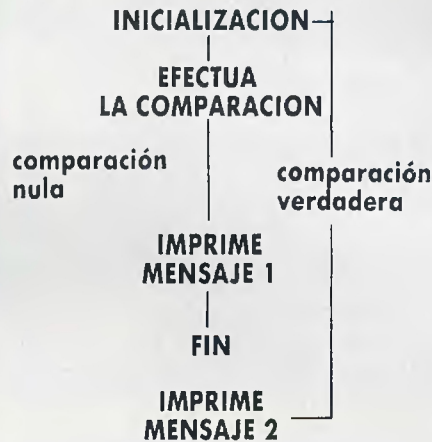 INICIALIZACION
EFECTUA
LA COMPARACION
comparación
nula
comparación
verdadera
IMPRIME
MENSAJE 1
FIN
IMPRIME
MENSAJE 2